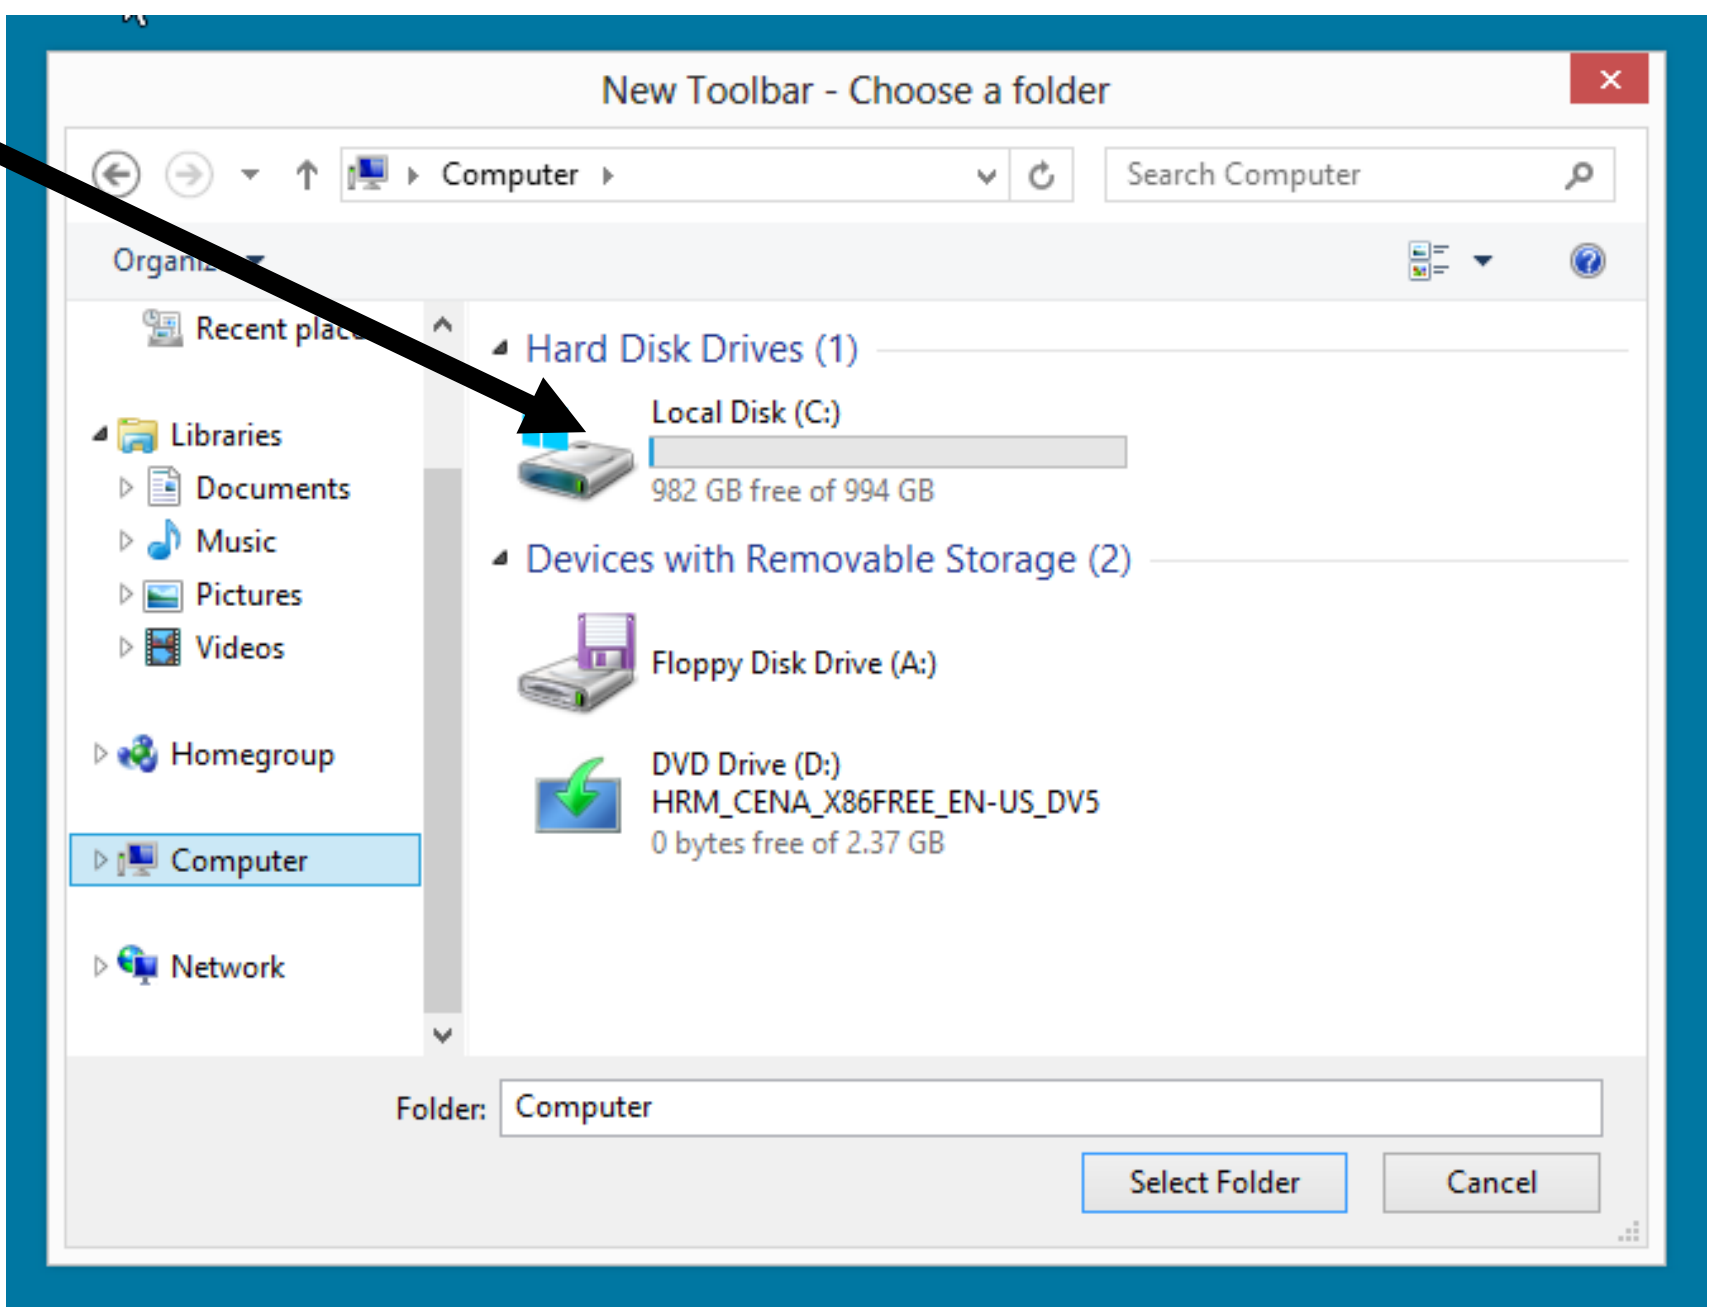 New Toolbar - Choose a folder
Computer
Search Computer
Recent
Hard Disk Drives (1)
Local Disk (C:)
982 GB free of 994 GB
Libraries
Documents
Music
Pictures
Videos
Devices with Removable Storage (2)
Floppy Disk Drive (A:)
DVD Drive (D:)
HRM_CENA_X86FREE_EN-US_DV5
0 bytes free of 2.37 GB
Homegroup
Computer
Network
Folder: Computer
Select Folder
Cancel